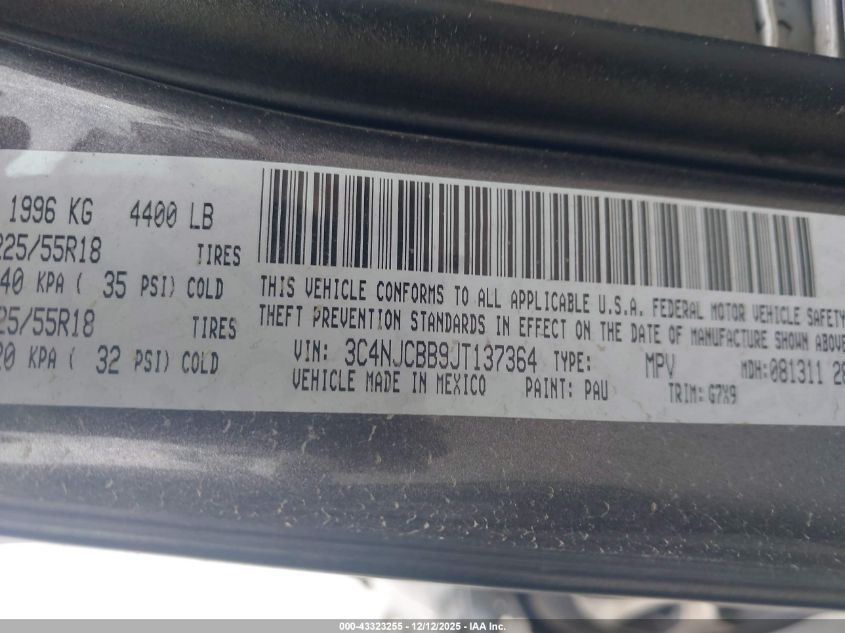 1996 KG 4400 LB
225/55R18 TIRES
40 KPA ( 35 PSI) COLD
25/55R18 TIRES
20 KPA ( 32 PSI) COLD
THIS VEHICLE CONFORMS TO ALL APPLICABLE U.S.A. FEDERAL MOTOR VEHICLE SAFETY
THEFT PREVENTION STANDARDS IN EFFECT ON THE DATE OF MANUFACTURE SHOWN ABOVE
VIN: 3C4NJCBB9JT137364 TYPE: MPV MDH:081311 28
VEHICLE MADE IN MEXICO PAINT: PAU TRIM: G7X9
000-43323255 - 12/12/2025 - IAA Inc.